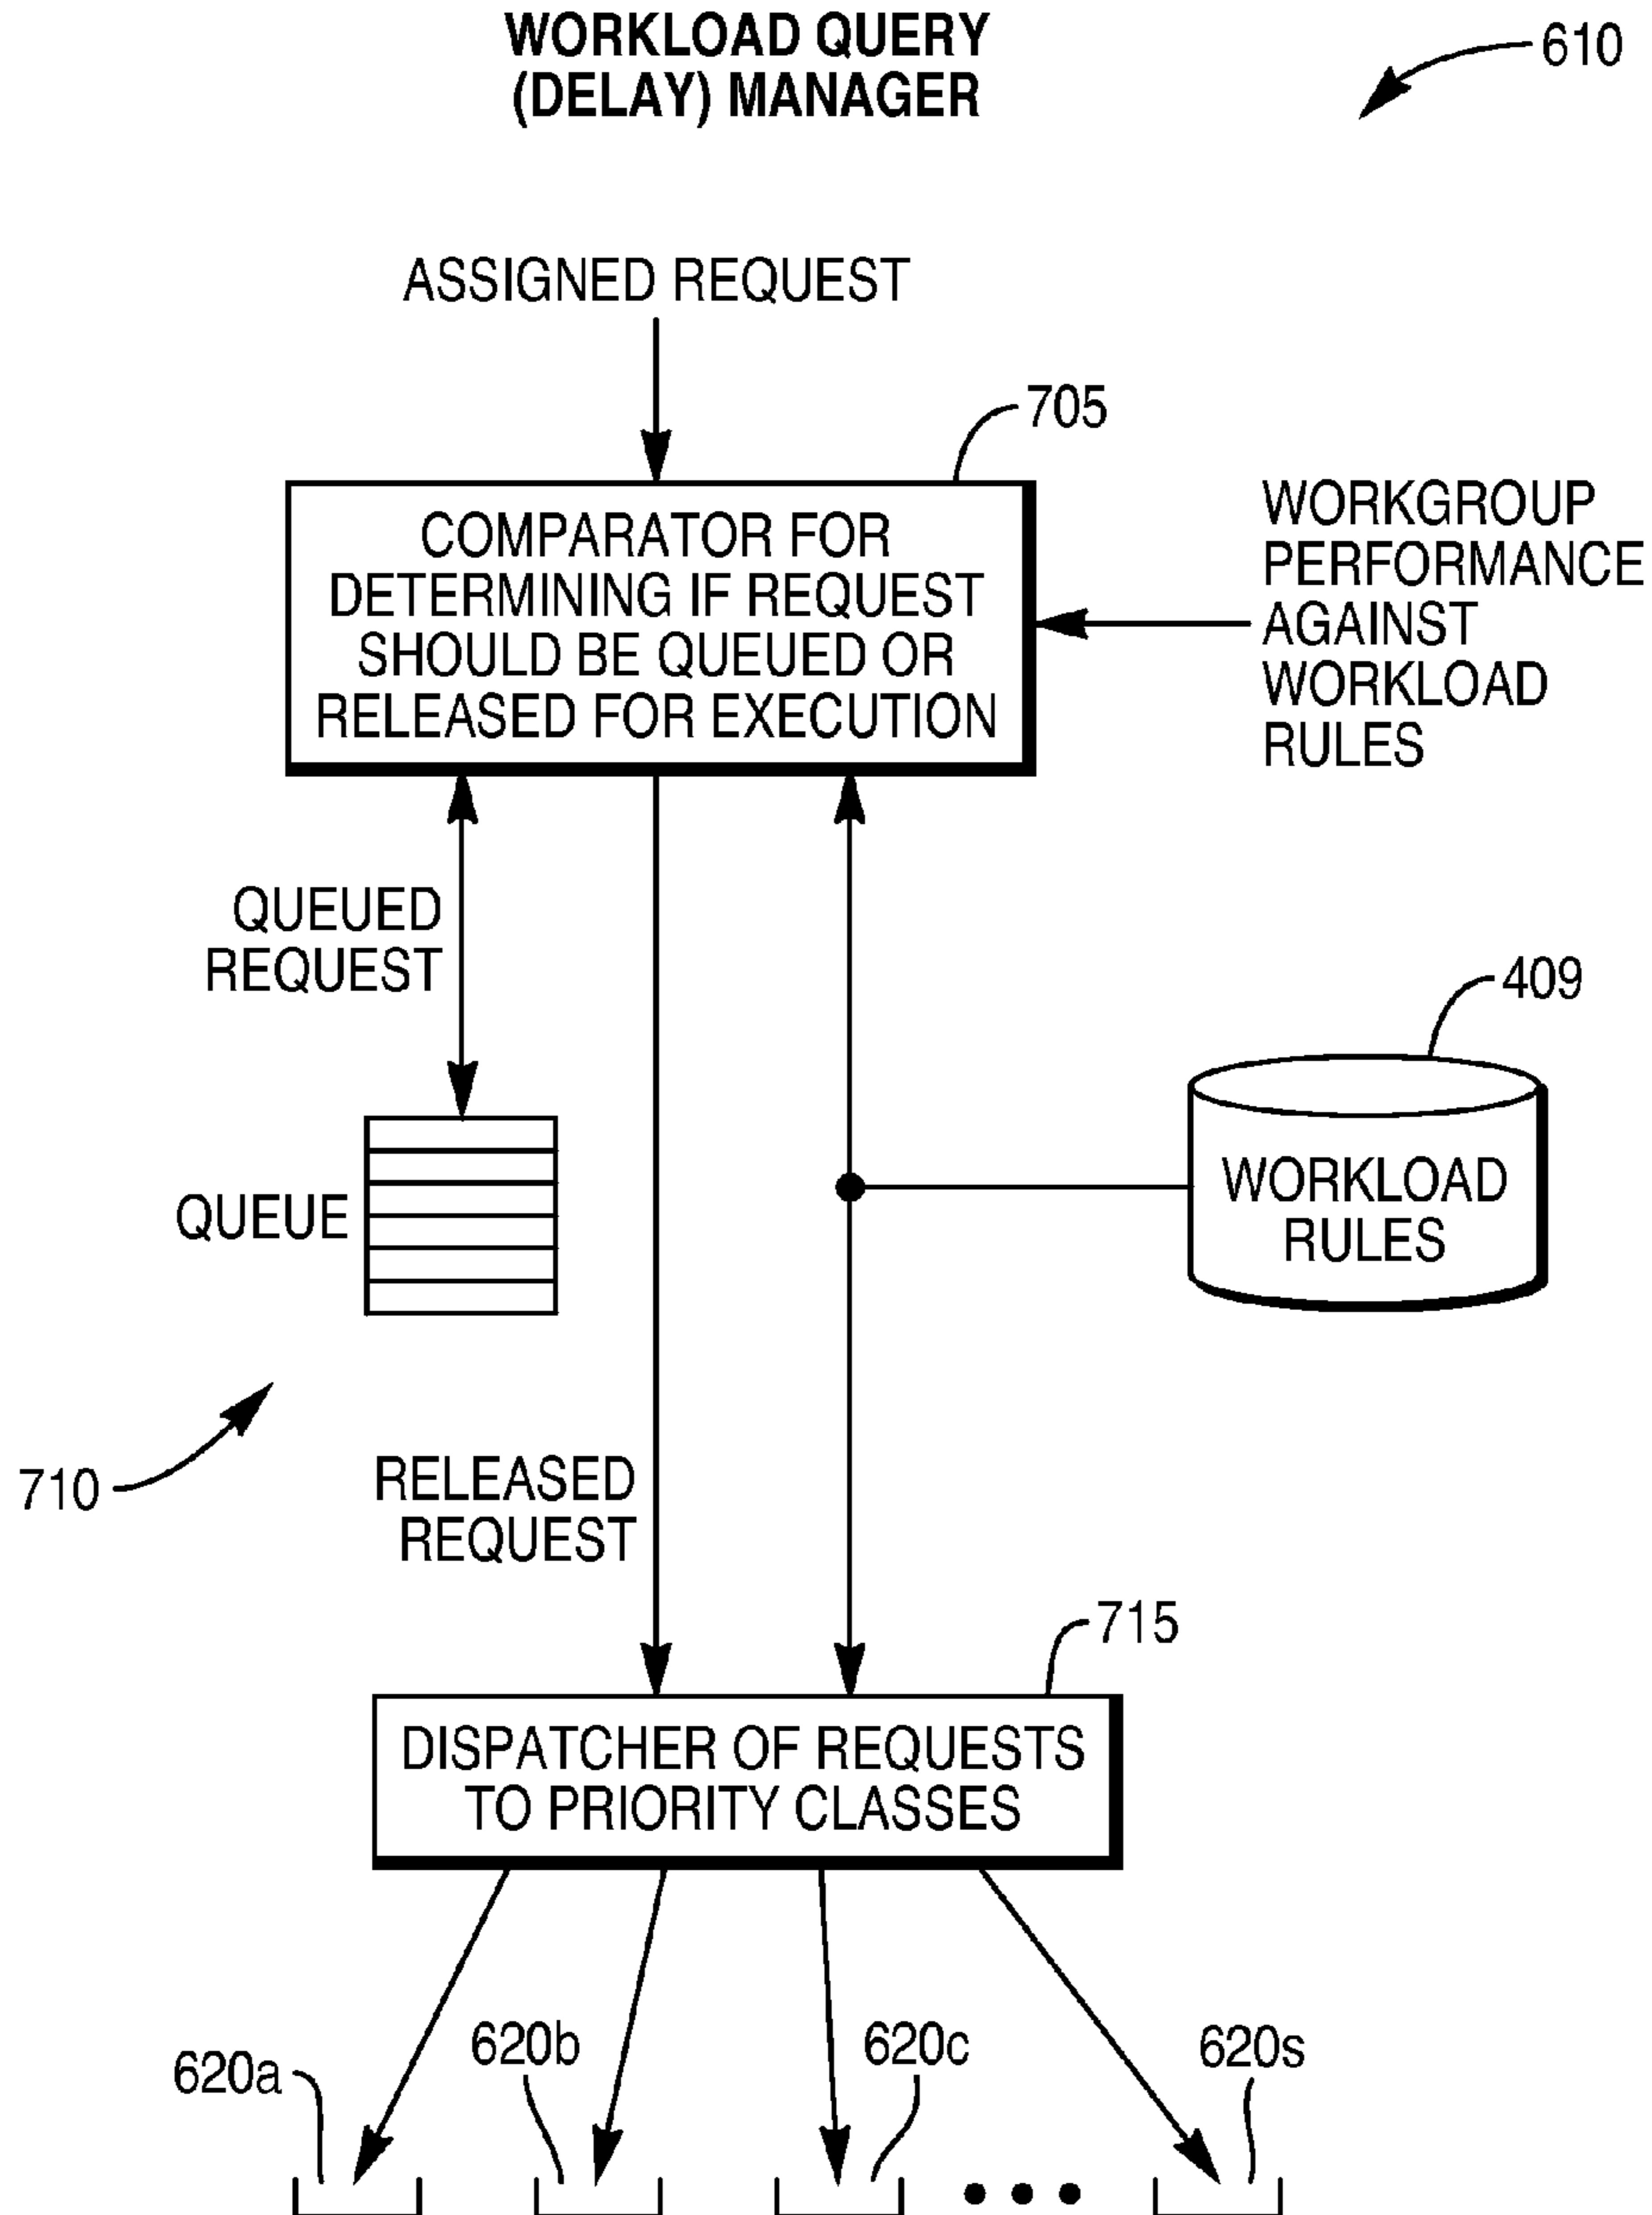 WORKLOAD QUERY
(DELAY) MANAGER
610
ASSIGNED REQUEST
705
COMPARATOR FOR
DETERMINING IF REQUEST
SHOULD BE QUEUED OR
RELEASED FOR EXECUTION
WORKGROUP
PERFORMANCE
AGAINST
WORKLOAD
RULES
QUEUED
REQUEST
409
WORKLOAD
RULES
QUEUE
710
RELEASED
REQUEST
715
DISPATCHER OF REQUESTS
TO PRIORITY CLASSES
620a
620b
620c
620s